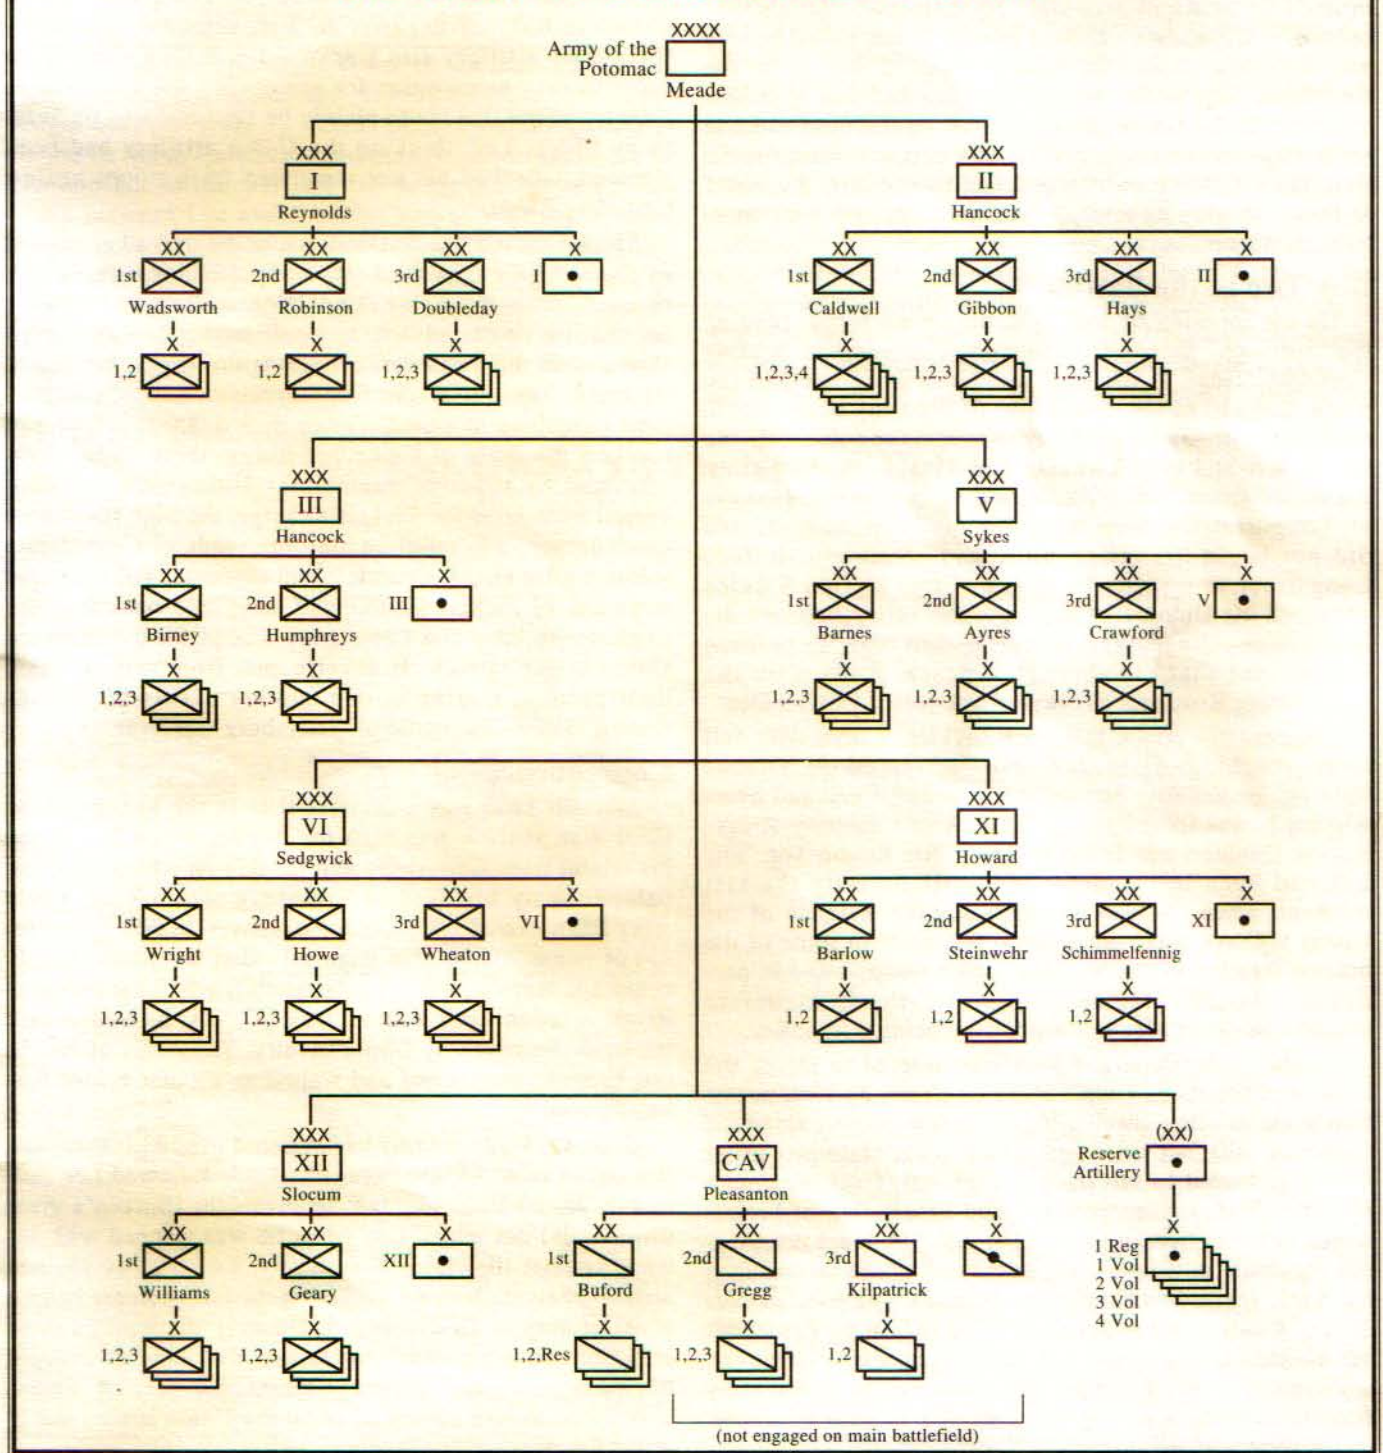 XXXX
Army of the
Potomac
Meade
XXX XXX
I II
Reynolds Hancock
XX XX XX X XX XX XX X
1st 2nd 3rd I 1st 2nd 3rd II
Wadsworth Robinson Doubleday Caldwell Gibbon Hays
X X X X X X
1,2 1,2 1,2,3 1,2,3,4 1,2,3 1,2,3
XXX XXX
III V
Hancock Sykes
XX XX X XX XX XX X
1st 2nd III 1st 2nd 3rd V
Birney Humphreys Barnes Ayres Crawford
X X X X X
1,2,3 1,2,3 1,2,3 1,2,3 1,2,3
XXX XXX
VI XI
Sedgwick Howard
XX XX XX X XX XX XX X
1st 2nd 3rd VI 1st 2nd 3rd XI
Wright Howe Wheaton Barlow Steinwehr Schimmelfennig
X X X X X X
1,2,3 1,2,3 1,2,3 1,2 1,2 1,2
XXX XXX (XX)
XII CAV Reserve
Artillery
Slocum Pleasanton
XX XX X XX XX XX X X
1st 2nd XII 1st 2nd 3rd
Williams Geary Buford Gregg Kilpatrick
1 Reg
1 Vol
2 Vol
3 Vol
4 Vol
X X X X X
1,2,3 1,2,3 1,2,Res 1,2,3 1,2
(not engaged on main battlefield)